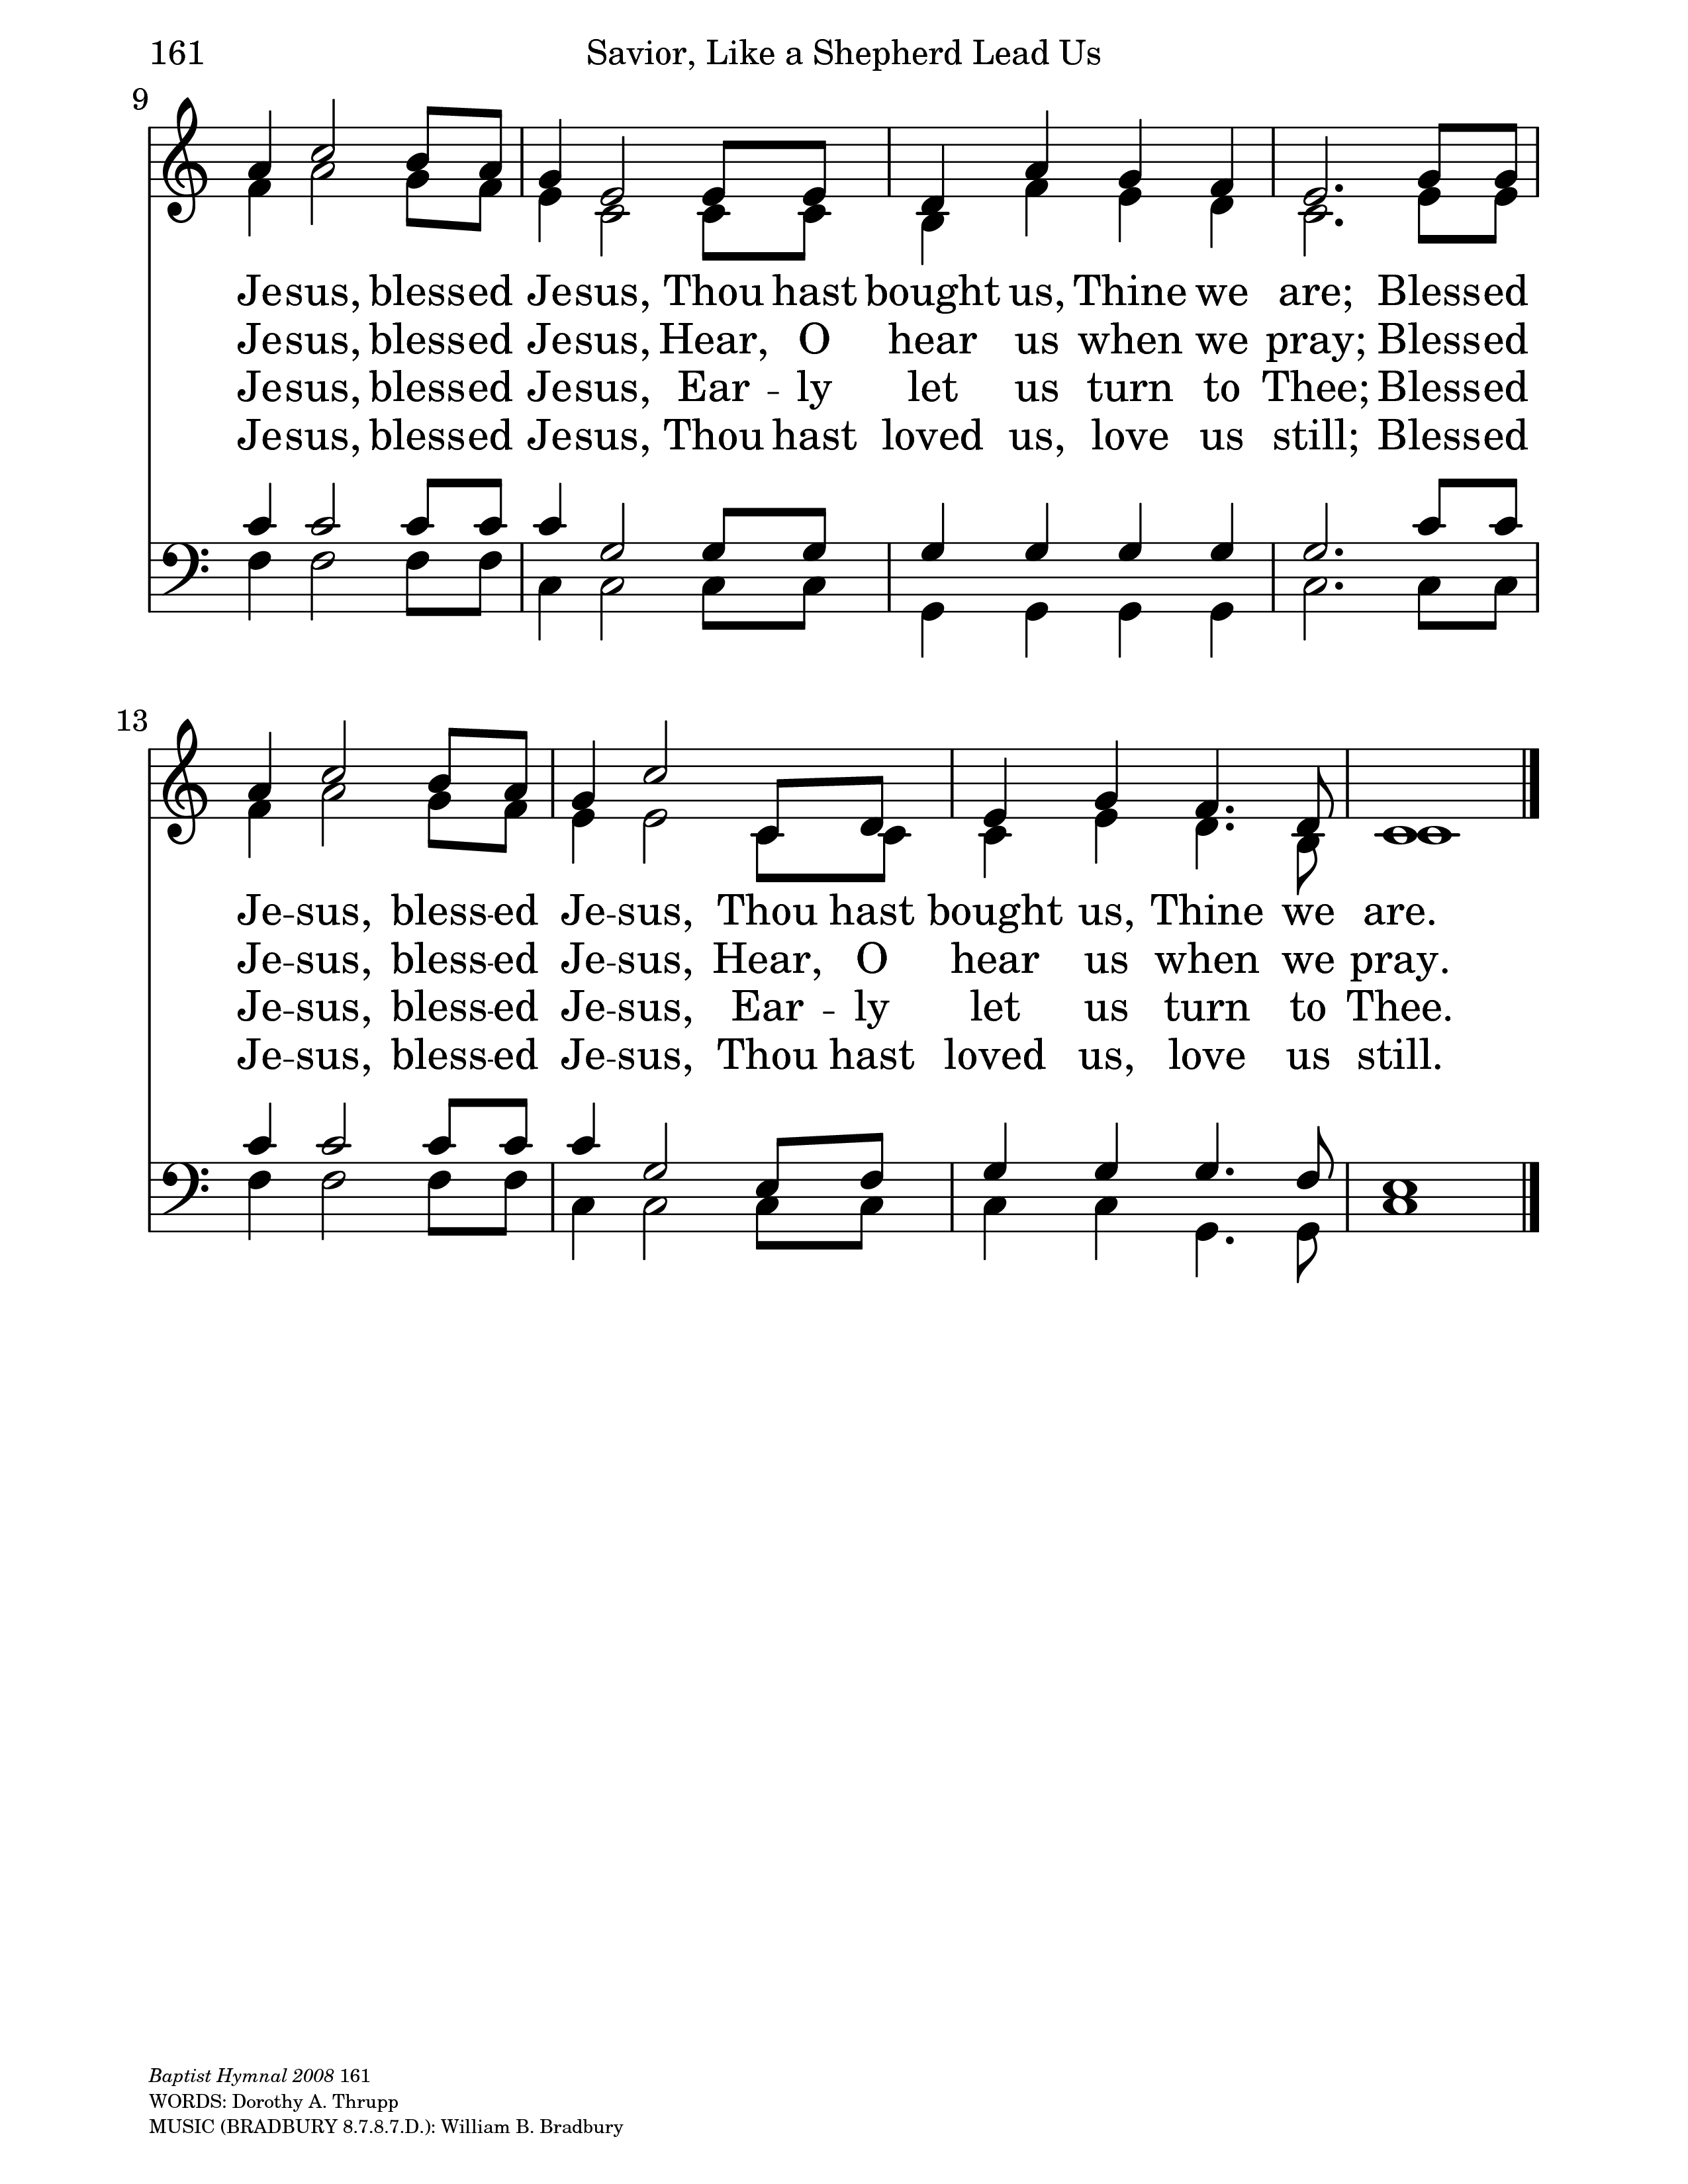 161 Savior, Like a Shepherd Lead Us
9
Jesus, blessed Jesus, Thou hast bought us, Thine we are; Blessed
Jesus, blessed Jesus, Hear, O hear us when we pray; Blessed
Jesus, blessed Jesus, Ear - ly let us turn to Thee; Blessed
Jesus, blessed Jesus, Thou hast loved us, love us still; Blessed
13
Je - sus, bless - ed Je - sus, Thou hast bought us, Thine we are.
Je - sus, bless - ed Je - sus, Hear, O hear us when we pray.
Je - sus, bless - ed Je - sus, Ear - ly let us turn to Thee.
Je - sus, bless - ed Je - sus, Thou hast loved us, love us still.
Baptist Hymnal 2008 161
WORDS: Dorothy A. Thrupp
MUSIC (BRADBURY 8.7.8.7.D.): William B. Bradbury